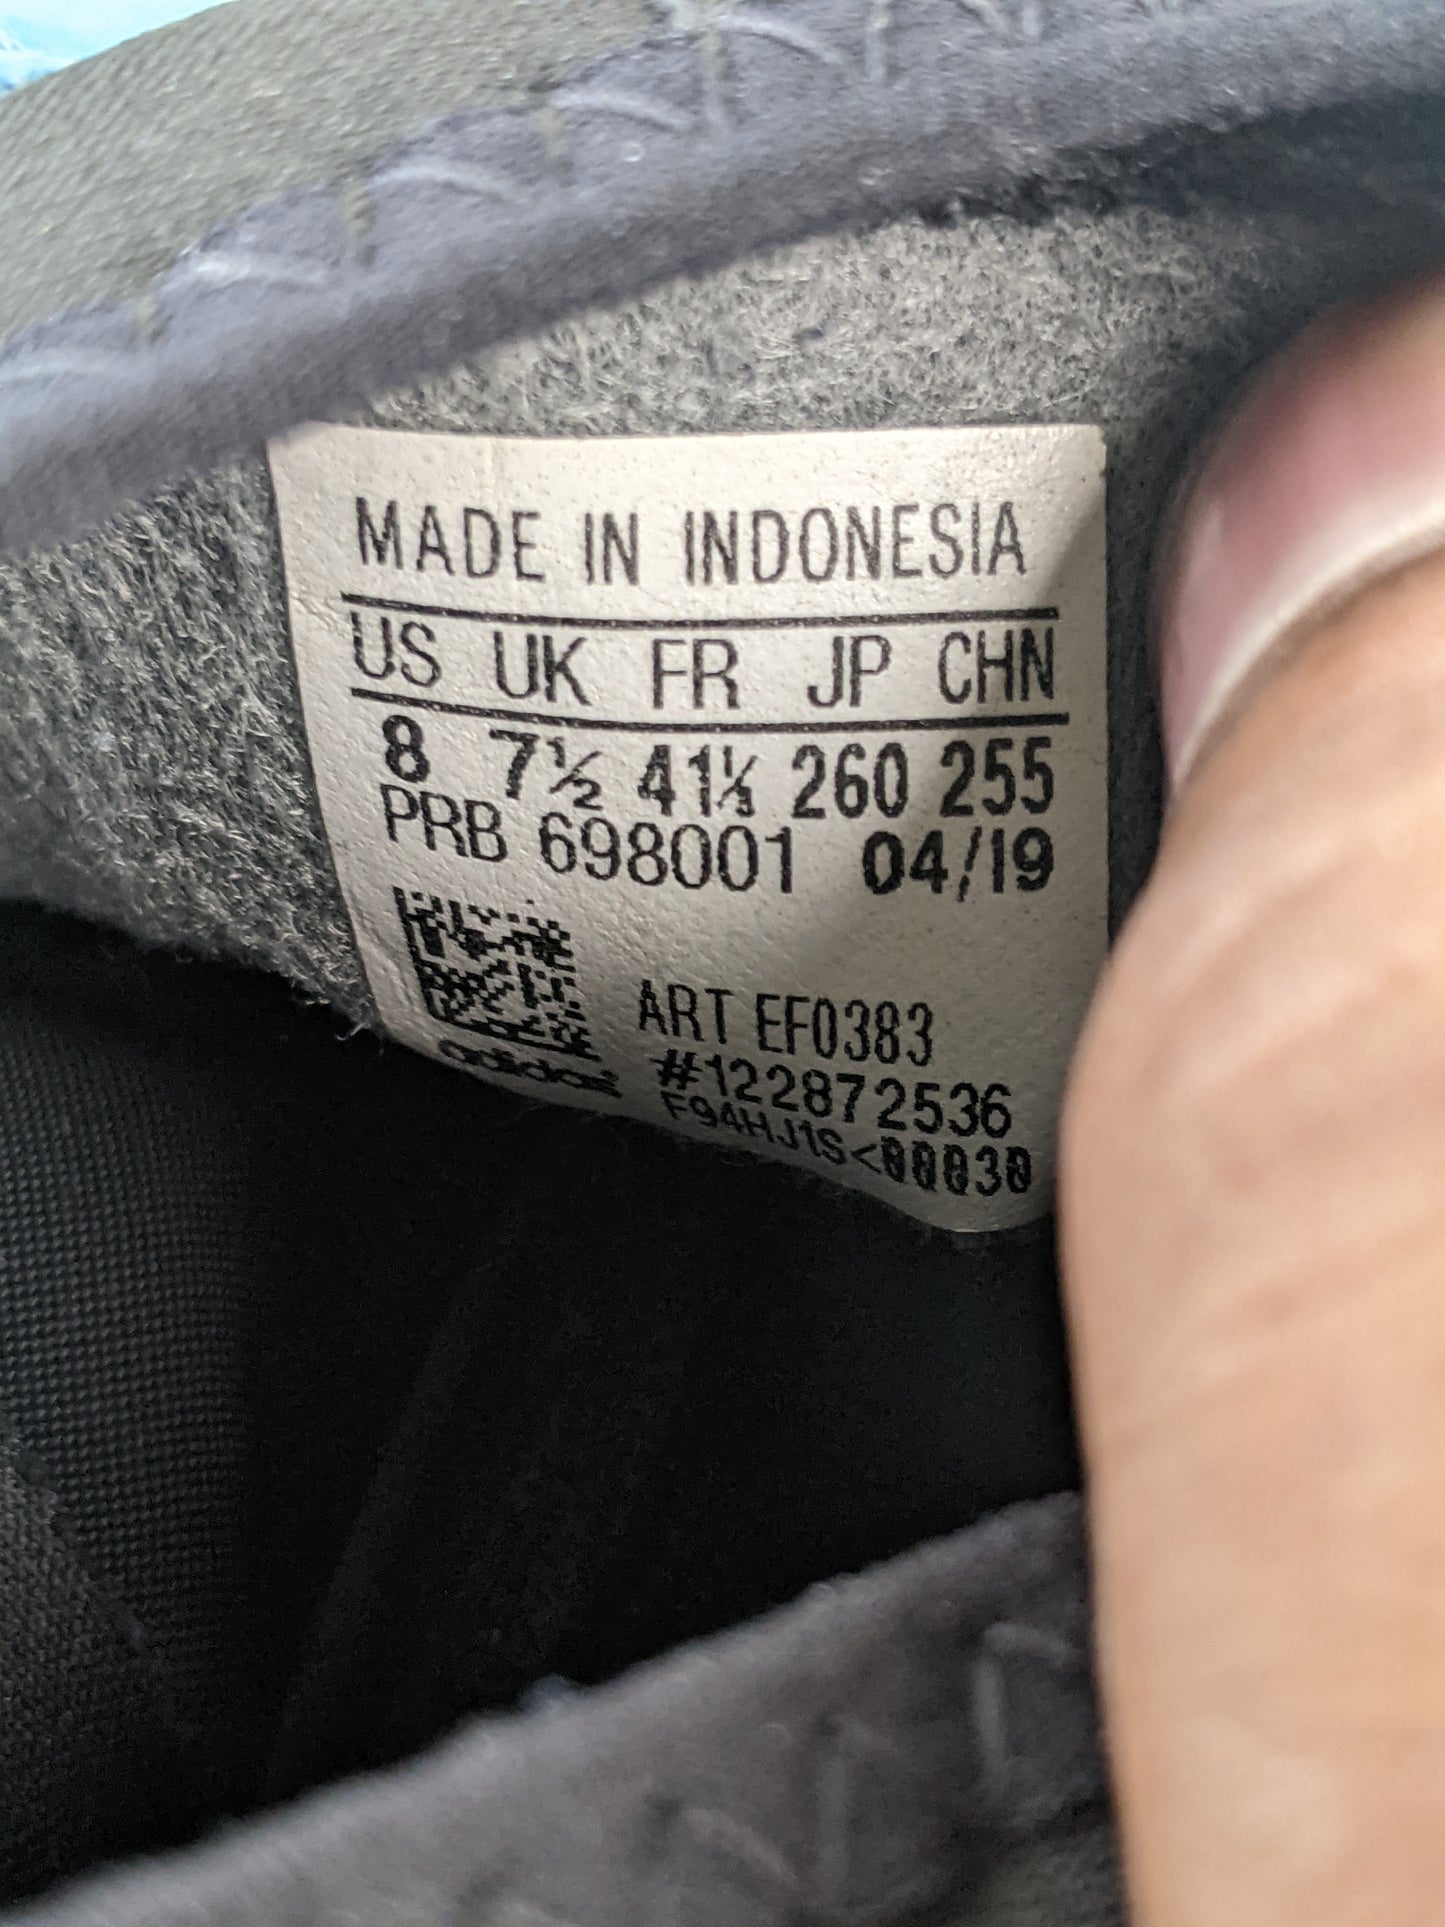 MADE IN INDONESIA
US UK FR JP CHN
8 7½ 41⅓ 260 255
PRB 698001 04/19
ART EF0383
#122872536
adidas
F94HJ1S<00030